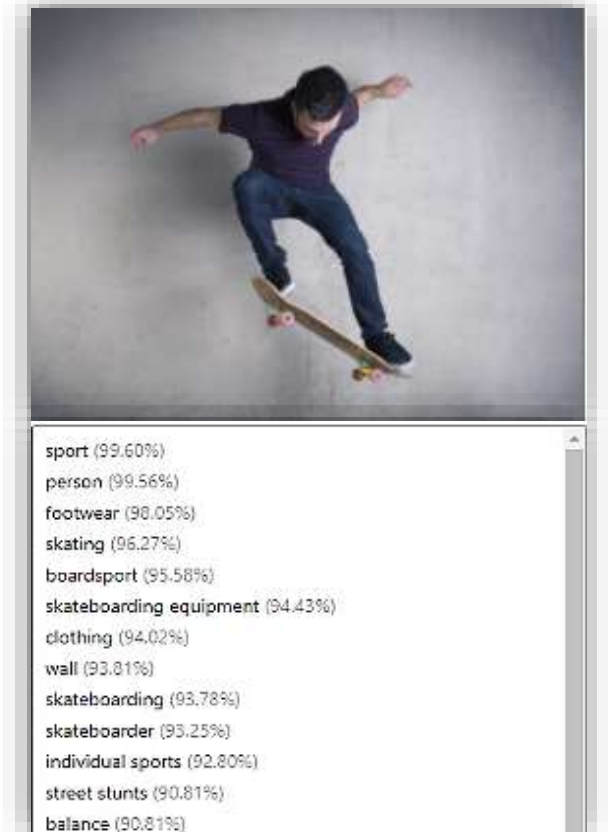 sport (99.60%)
person (99.56%)
footwear (98.05%)
skating (96.27%)
boardsport (95.58%)
skateboarding equipment (94.43%)
clothing (94.02%)
wall (93.81%)
skateboarding (93.78%)
skateboarder (93.25%)
individual sports (92.80%)
street stunts (90.81%)
balance (90.81%)